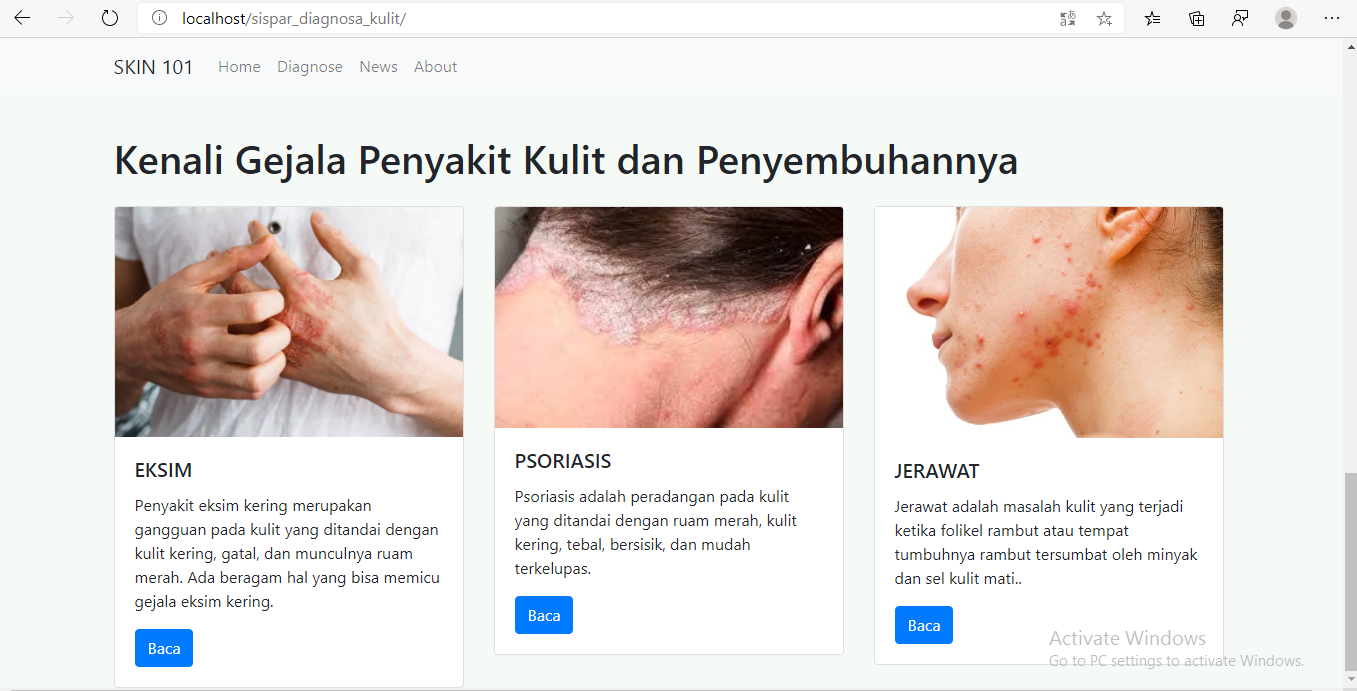 localhost/sispar_diagnosa_kulit/
SKIN 101 Home Diagnose News About
Kenali Gejala Penyakit Kulit dan Penyembuhannya
EKSIM
Penyakit eksim kering merupakan
gangguan pada kulit yang ditandai dengan
kulit kering, gatal, dan munculnya ruam
merah. Ada beragam hal yang bisa memicu
gejala eksim kering.
Baca
PSORIASIS
Psoriasis adalah peradangan pada kulit
yang ditandai dengan ruam merah, kulit
kering, tebal, bersisik, dan mudah
terkelupas.
Baca
JERAWAT
Jerawat adalah masalah kulit yang terjadi
ketika folikel rambut atau tempat
tumbuhnya rambut tersumbat oleh minyak
dan sel kulit mati..
Baca
Activate Windows
Go to PC settings to activate Windows.